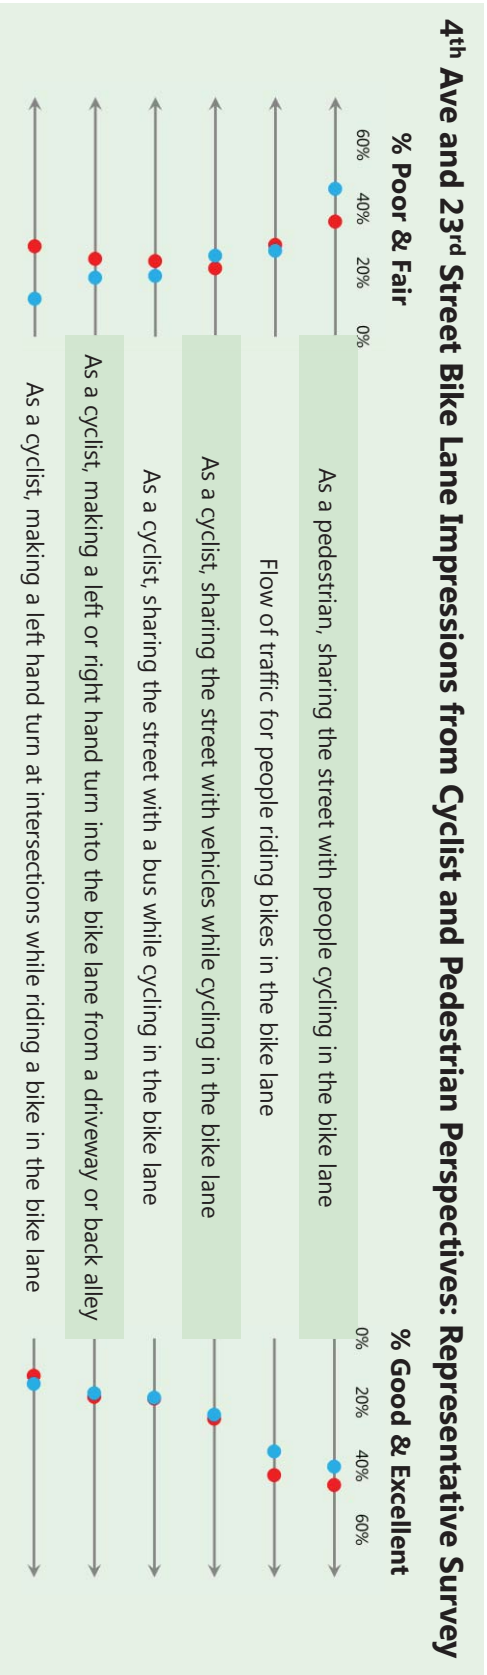 4th Ave and 23rd Street Bike Lane Impressions from Cyclist and Pedestrian Perspectives: Representative Survey
% Poor & Fair
% Good & Excellent
60% 40% 20% 0%
0% 20% 40% 60%
As a pedestrian, sharing the street with people cycling in the bike lane
Flow of traffic for people riding bikes in the bike lane
As a cyclist, sharing the street with vehicles while cycling in the bike lane
As a cyclist, sharing the street with a bus while cycling in the bike lane
As a cyclist, making a left or right hand turn into the bike lane from a driveway or back alley
As a cyclist, making a left hand turn at intersections while riding a bike in the bike lane